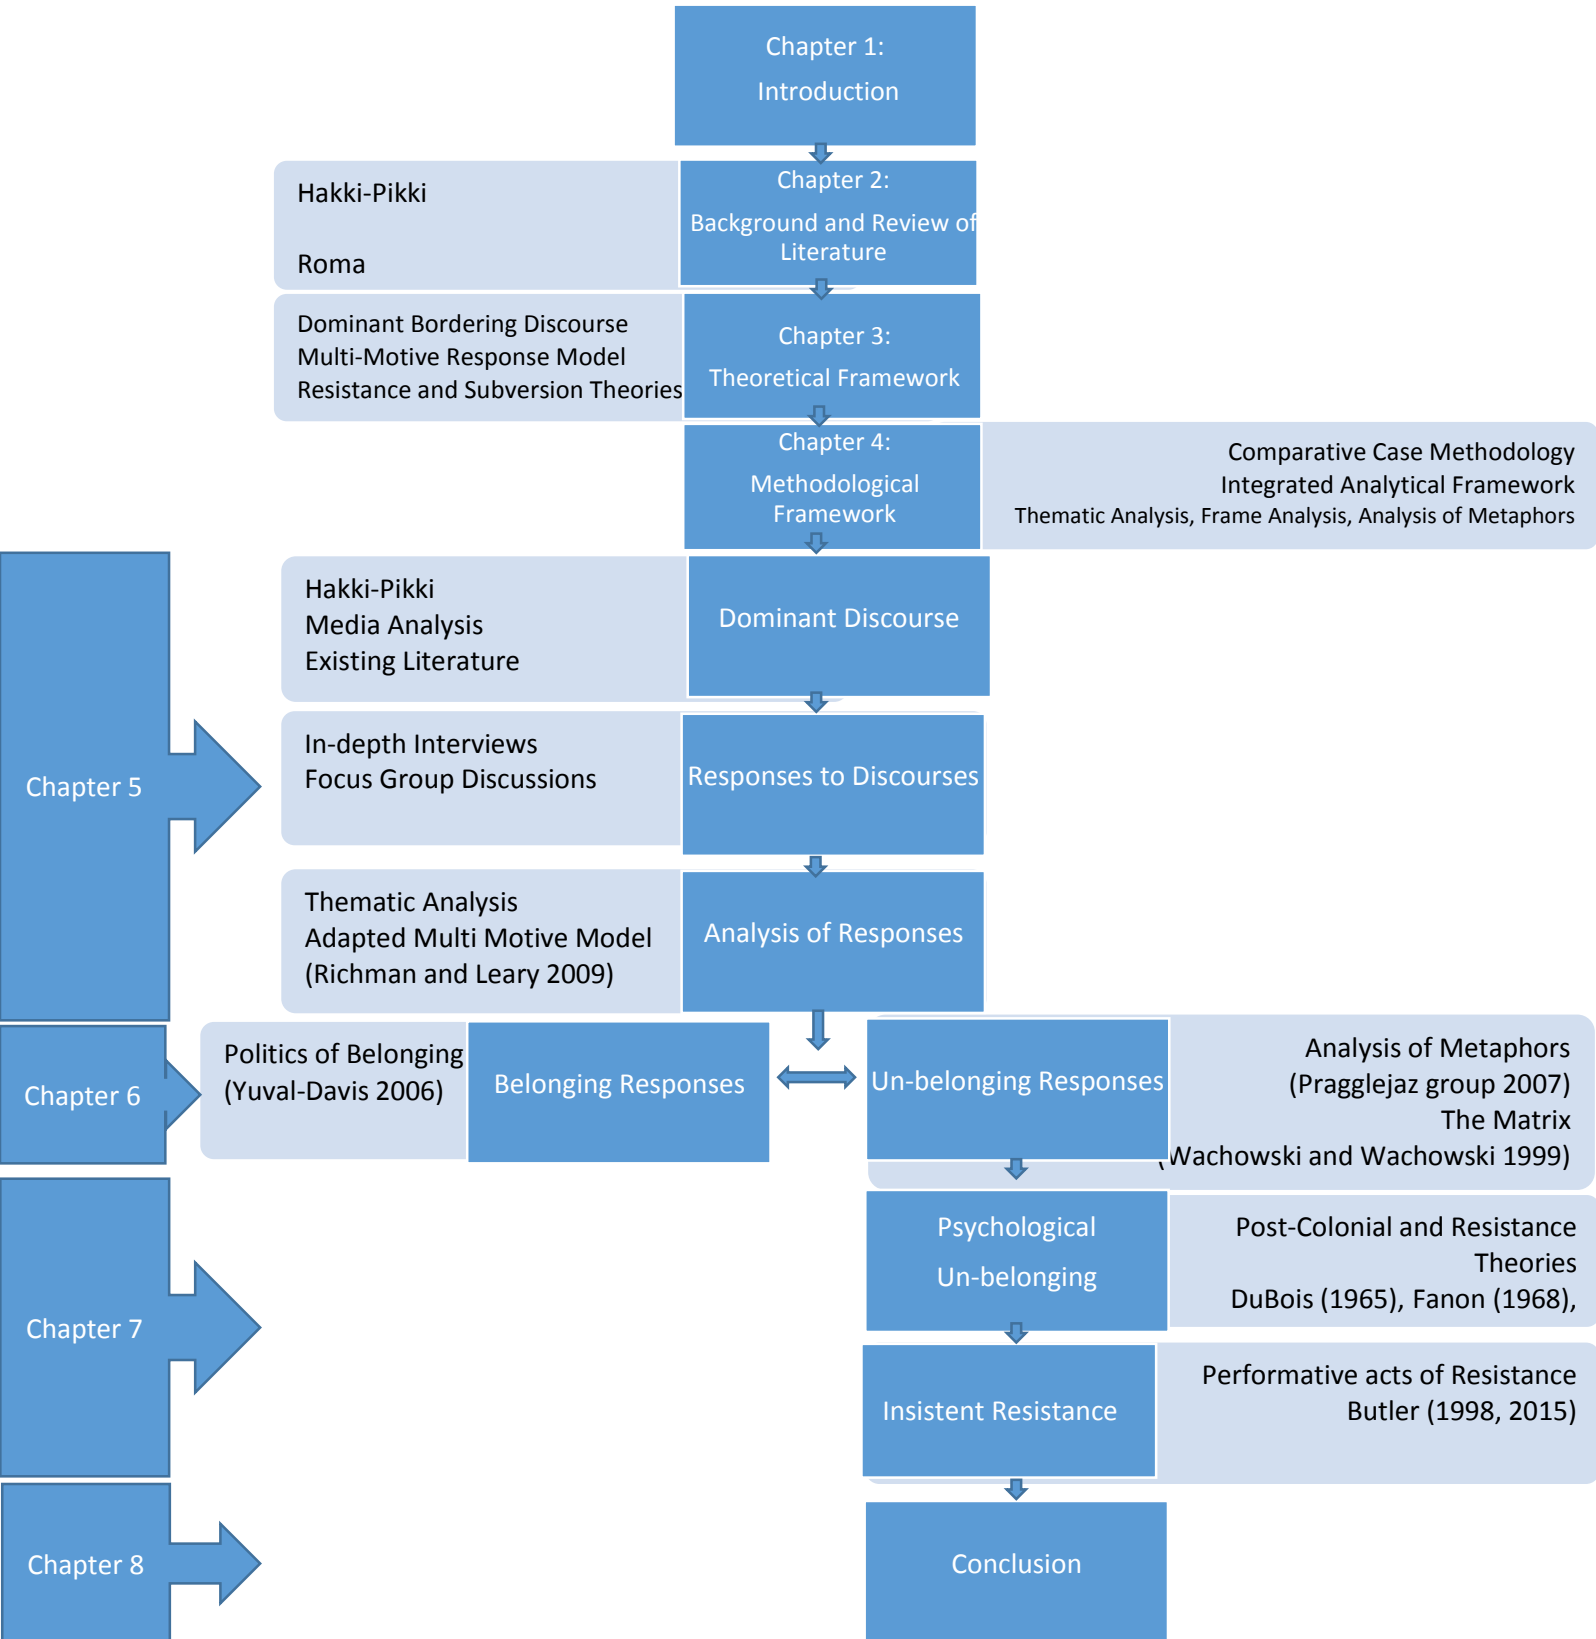 Chapter 1:
Introduction
Hakki-Pikki
Roma
Chapter 2:
Background and Review of
Literature
Dominant Bordering Discourse
Multi-Motive Response Model
Resistance and Subversion Theories
Chapter 3:
Theoretical Framework
Chapter 4:
Methodological
Framework
Comparative Case Methodology
Integrated Analytical Framework
Thematic Analysis, Frame Analysis, Analysis of Metaphors
Chapter 5
Hakki-Pikki
Media Analysis
Existing Literature
Dominant Discourse
In-depth Interviews
Focus Group Discussions
Responses to Discourses
Thematic Analysis
Adapted Multi Motive Model
(Richman and Leary 2009)
Analysis of Responses
Chapter 6
Politics of Belonging
(Yuval-Davis 2006)
Belonging Responses
Un-belonging Responses
Analysis of Metaphors
(Pragglejaz group 2007)
The Matrix
(Wachowski and Wachowski 1999)
Chapter 7
Psychological
Un-belonging
Post-Colonial and Resistance
Theories
DuBois (1965), Fanon (1968),
Insistent Resistance
Performative acts of Resistance
Butler (1998, 2015)
Chapter 8
Conclusion